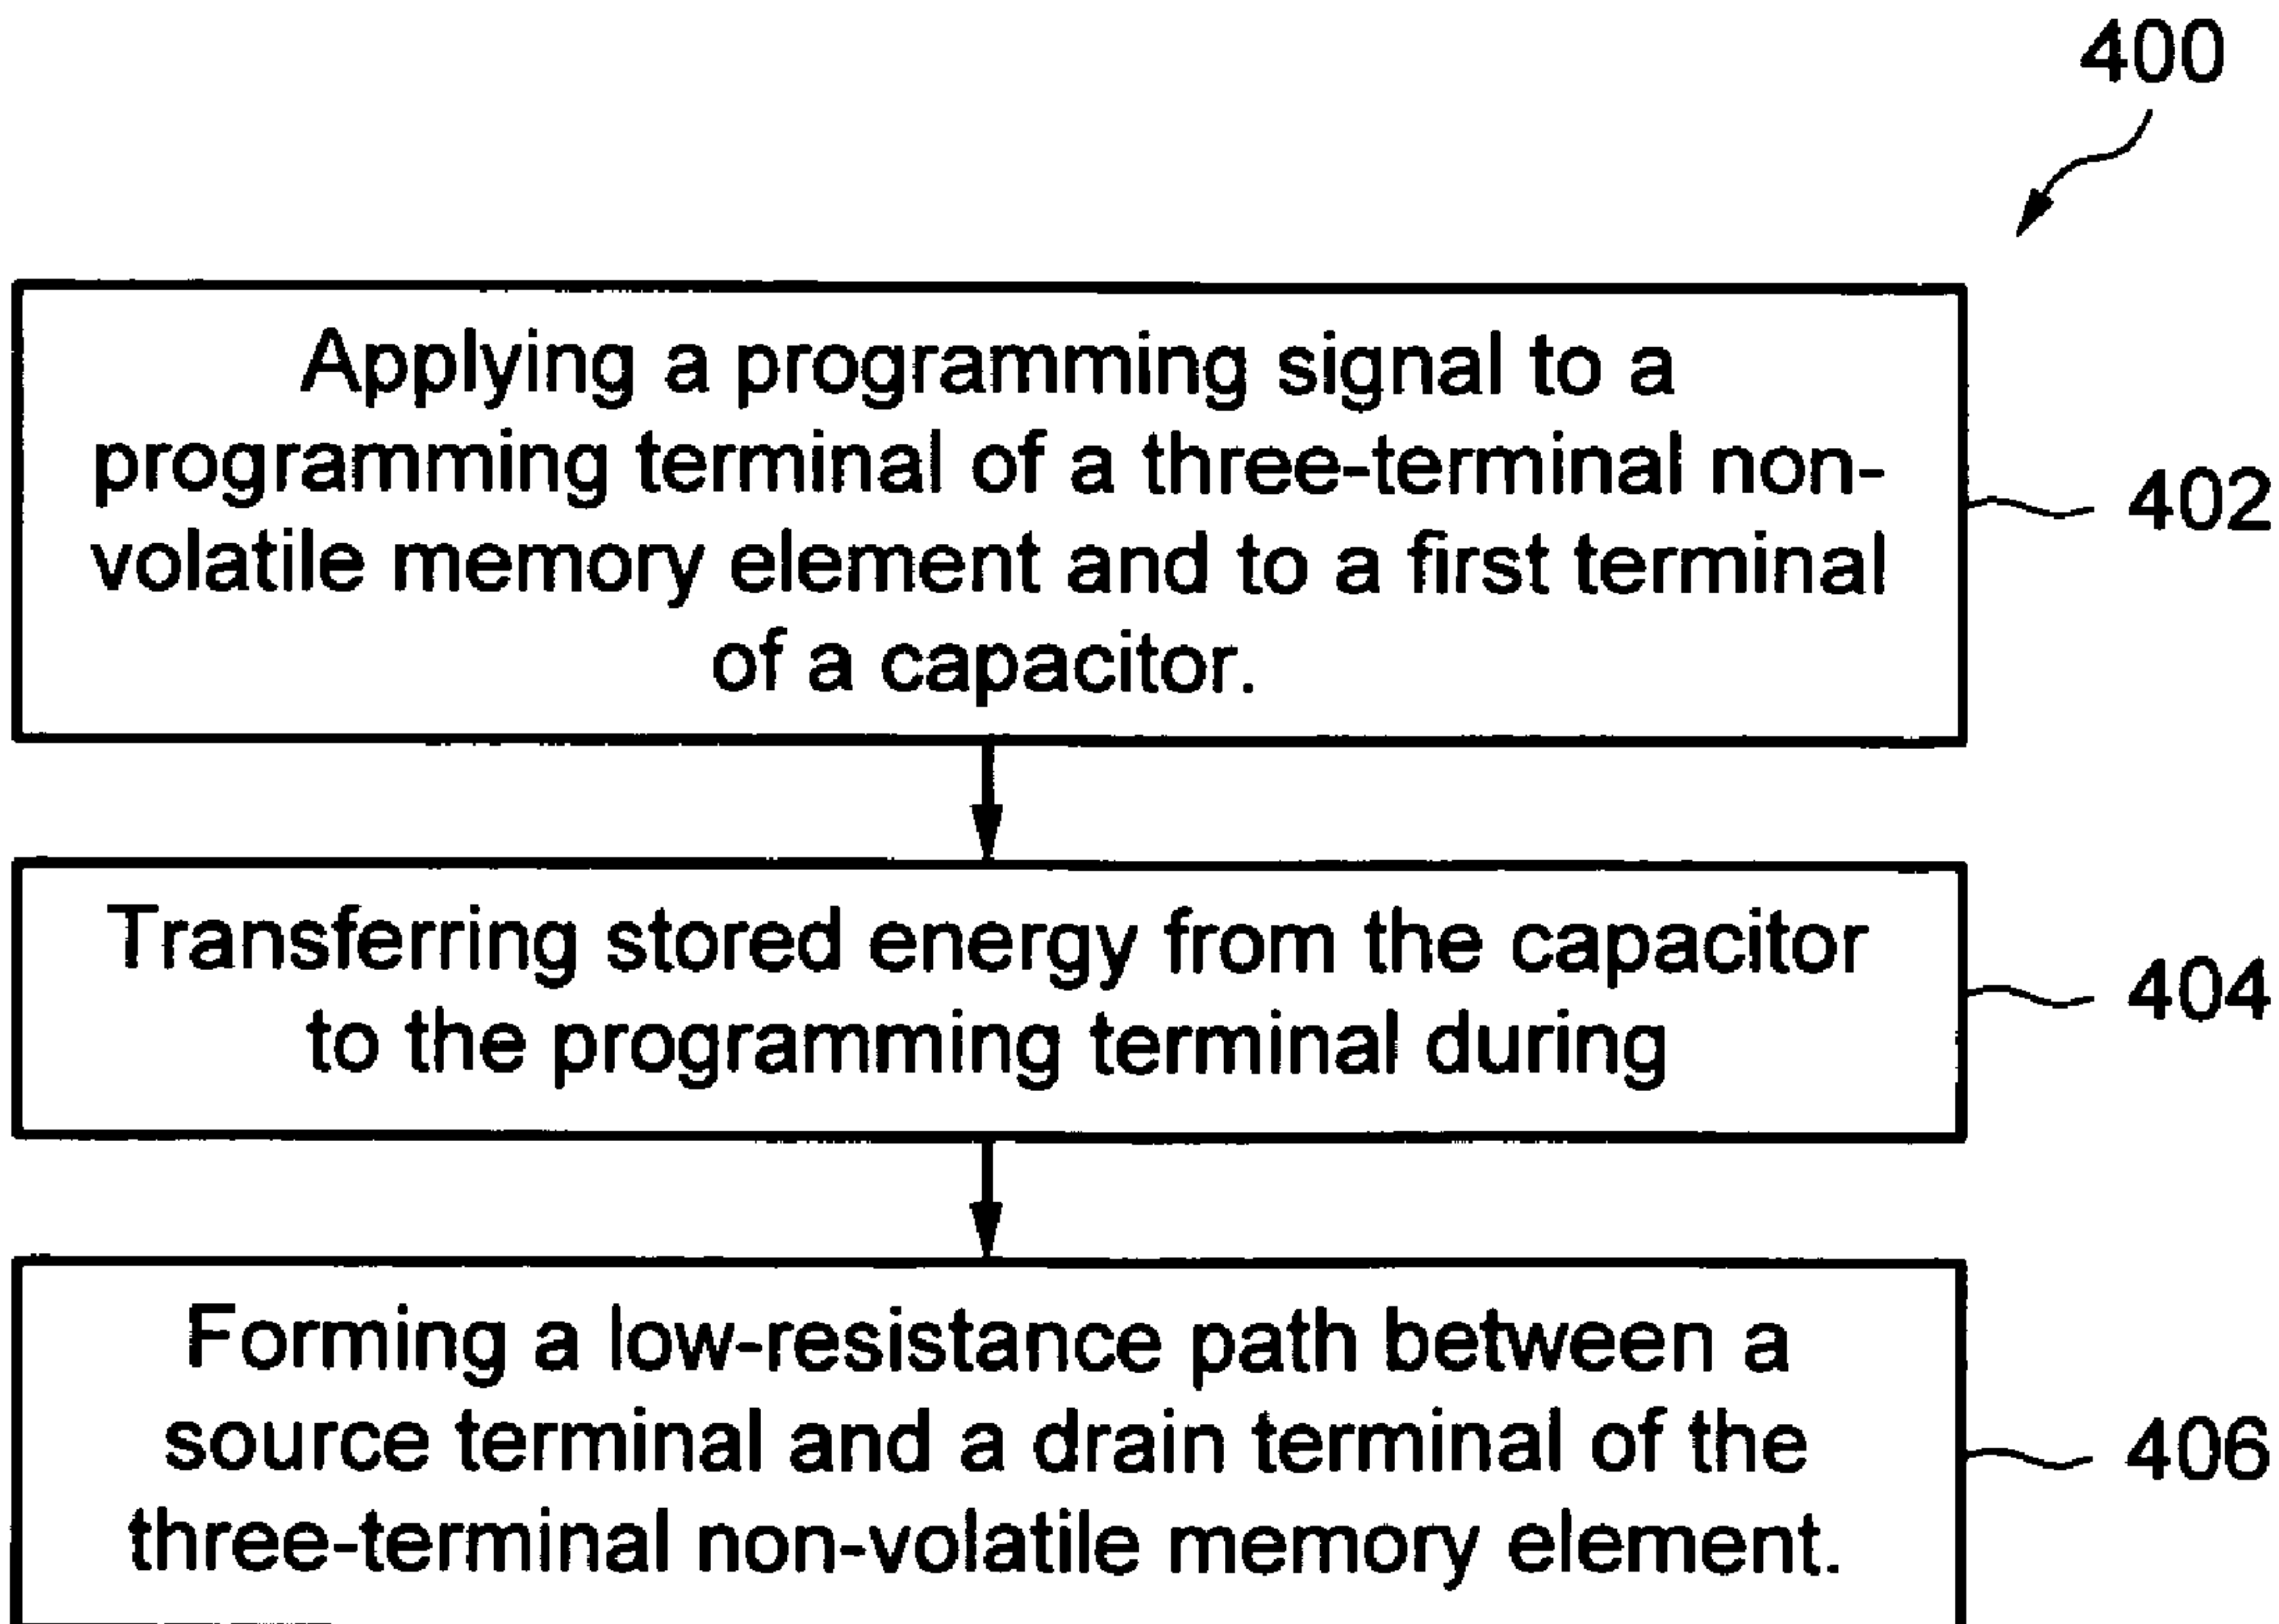 400
Applying a programming signal to a
programming terminal of a three-terminal non-
volatile memory element and to a first terminal
of a capacitor.
402
Transferring stored energy from the capacitor
to the programming terminal during
404
Forming a low-resistance path between a
source terminal and a drain terminal of the
three-terminal non-volatile memory element.
406